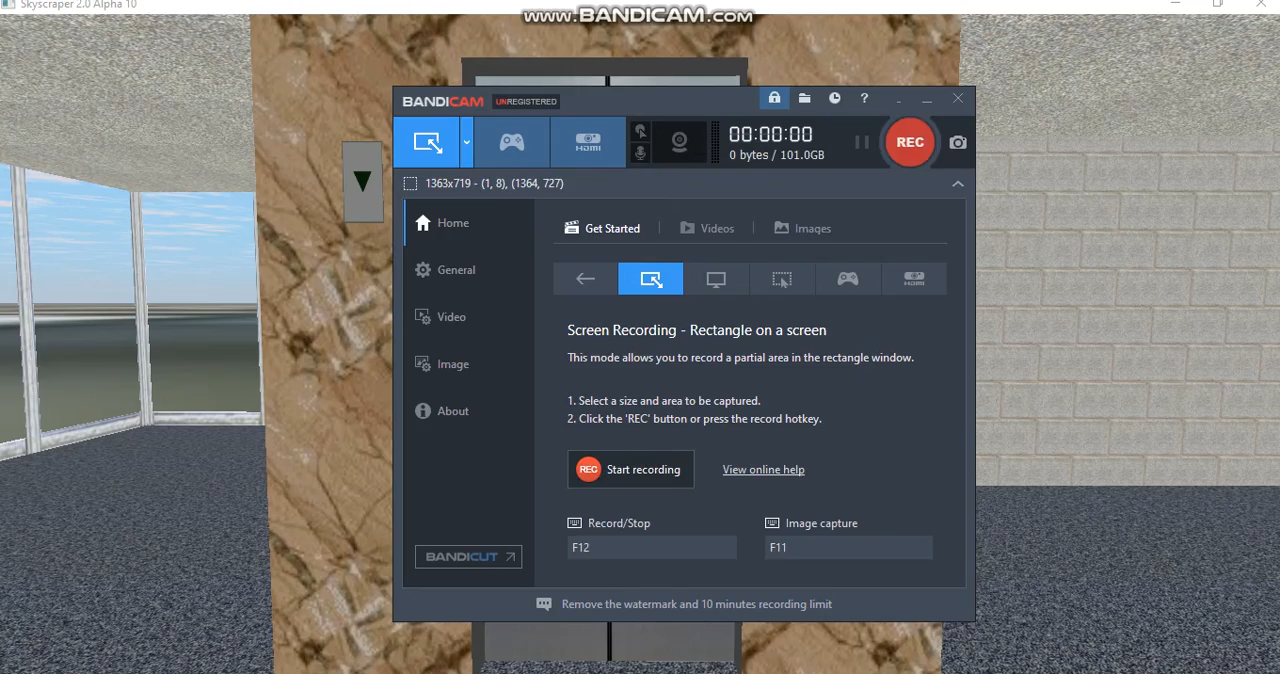 Skyscraper 2.0 Alpha 10
www.BANDICAM.com
BANDICAM UNREGISTERED
?
HDMI
00:00:00
0 bytes / 101.0GB
REC
1363x719 - (1, 8), (1364, 727)
Home
General
Video
Image
About
BANDICUT
Get Started
Videos
Images
HDMI
Screen Recording - Rectangle on a screen
This mode allows you to record a partial area in the rectangle window.
1. Select a size and area to be captured.
2. Click the 'REC' button or press the record hotkey.
REC Start recording
View online help
Record/Stop
Image capture
F12
F11
Remove the watermark and 10 minutes recording limit